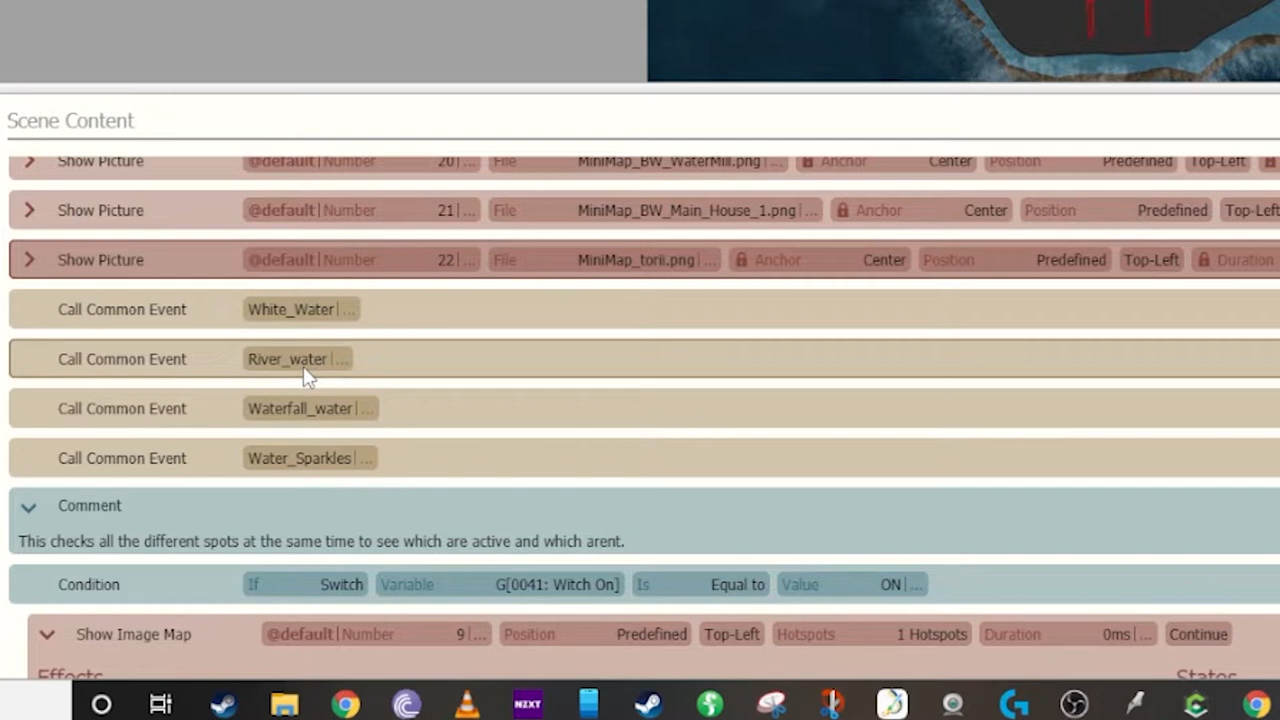 Scene Content
Show Picture @default | Number 20 | ... File MiniMap_BW_WaterMill.png | ... Anchor Center Position Predefined Top-Left
Show Picture @default | Number 21 | ... File MiniMap_BW_Main_House_1.png | ... Anchor Center Position Predefined Top-Left
Show Picture @default | Number 22 | ... File MiniMap_torii.png | ... Anchor Center Position Predefined Top-Left Duration
Call Common Event White_Water | ...
Call Common Event River_water | ...
Call Common Event Waterfall_water | ...
Call Common Event Water_Sparkles | ...
Comment
This checks all the different spots at the same time to see which are active and which arent.
Condition If Switch Variable G[0041: Witch On] Is Equal to Value ON | ...
Show Image Map @default | Number 9 | ... Position Predefined Top-Left Hotspots 1 Hotspots Duration 0ms | ... Continue
Effects States
NZXT